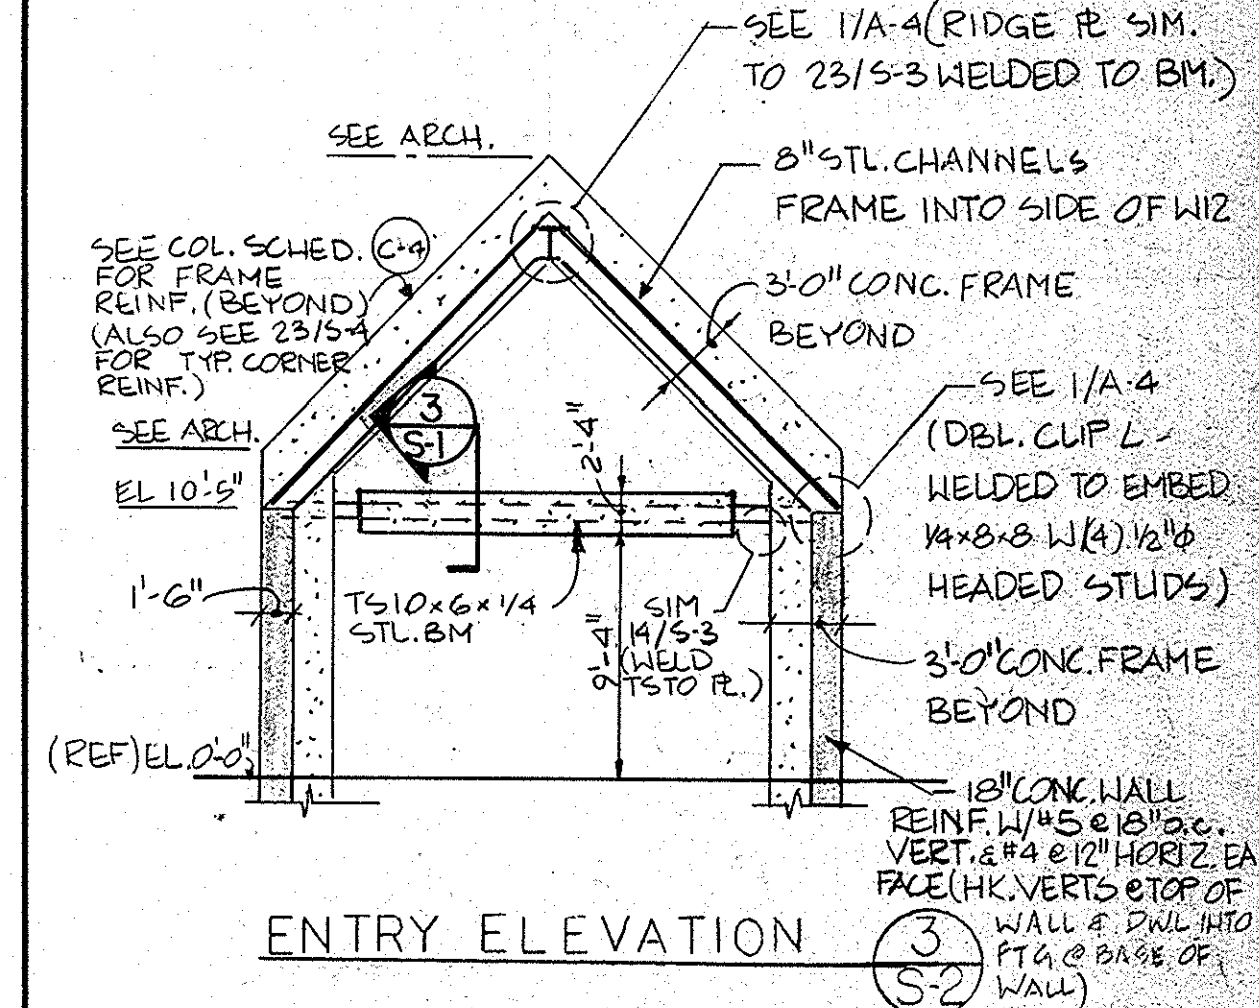 SEE 1/A-4(RIDGE PL SIM.
TO 23/S-3 WELDED TO BM.)
SEE ARCH.
8" STL. CHANNELS
FRAME INTO SIDE OF W12
SEE COL. SCHED.
FOR FRAME
REINF. (BEYOND)
(ALSO SEE 23/S-4
FOR TYP. CORNER
REINF.)
C-4
3'-0" CONC. FRAME
BEYOND
SEE ARCH.
EL 10'-5"
3
S-1
2'-4"
SEE 1/A-4
(DBL. CLIP L -
WELDED TO EMBED
1/4x8x8 W/(4) 1/2"φ
HEADED STUDS)
1'-6"
TS10x6x1/4
STL. BM
9'-4"
SIM
14/S-3
(WELD
TS TO PL.)
3'-0" CONC. FRAME
BEYOND
(REF) EL. 0'-0"
18" CONC. WALL
REINF. W/ #5 @ 18" o.c.
VERT. & #4 @ 12" HORIZ. EA
FACE (HK. VERTS @ TOP OF
WALL & DWL INTO
FTG @ BASE OF
WALL)
ENTRY ELEVATION
3
S-2